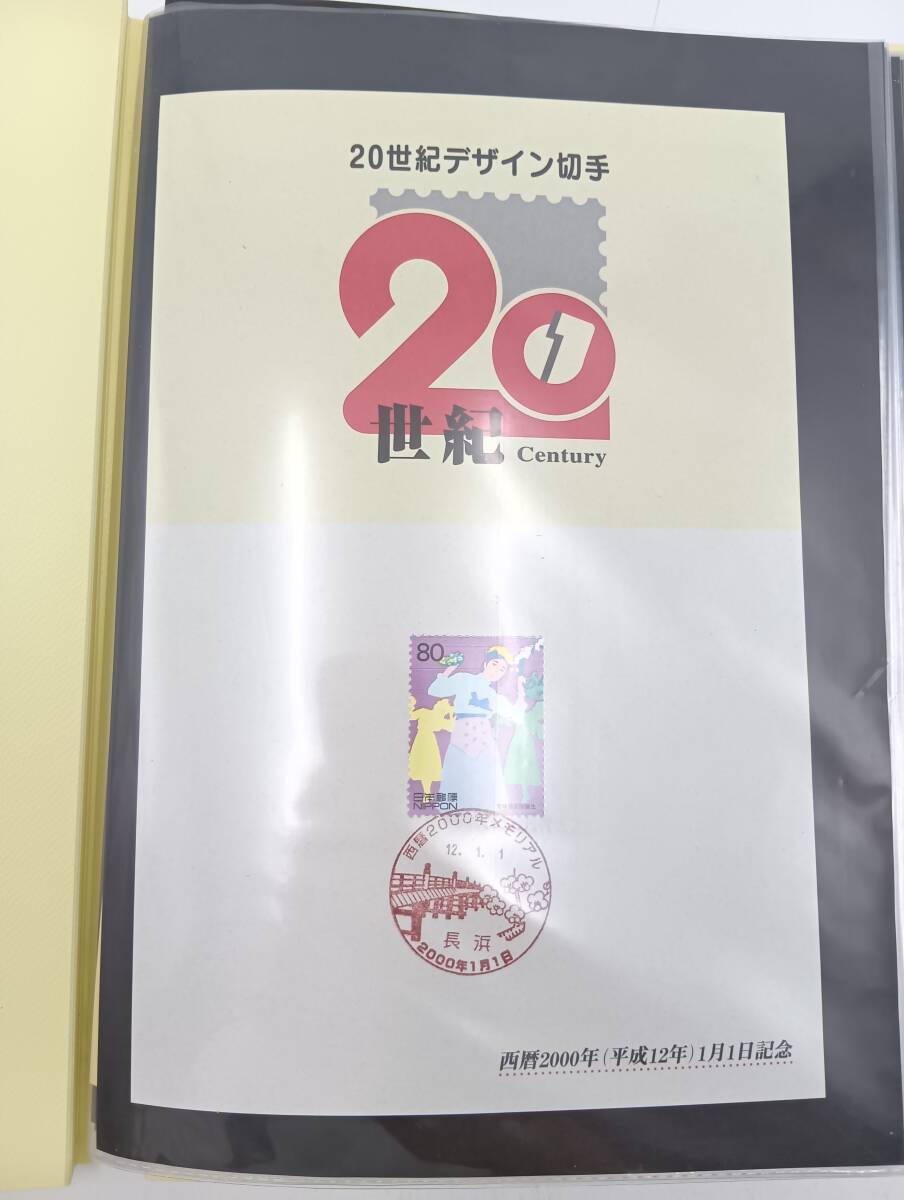 20世紀デザイン切手
20
世紀 Century
80
日本郵便
NIPPON
西暦2000年メモリアル
12.1.1
長浜
2000年1月1日
西暦2000年(平成12年)1月1日記念